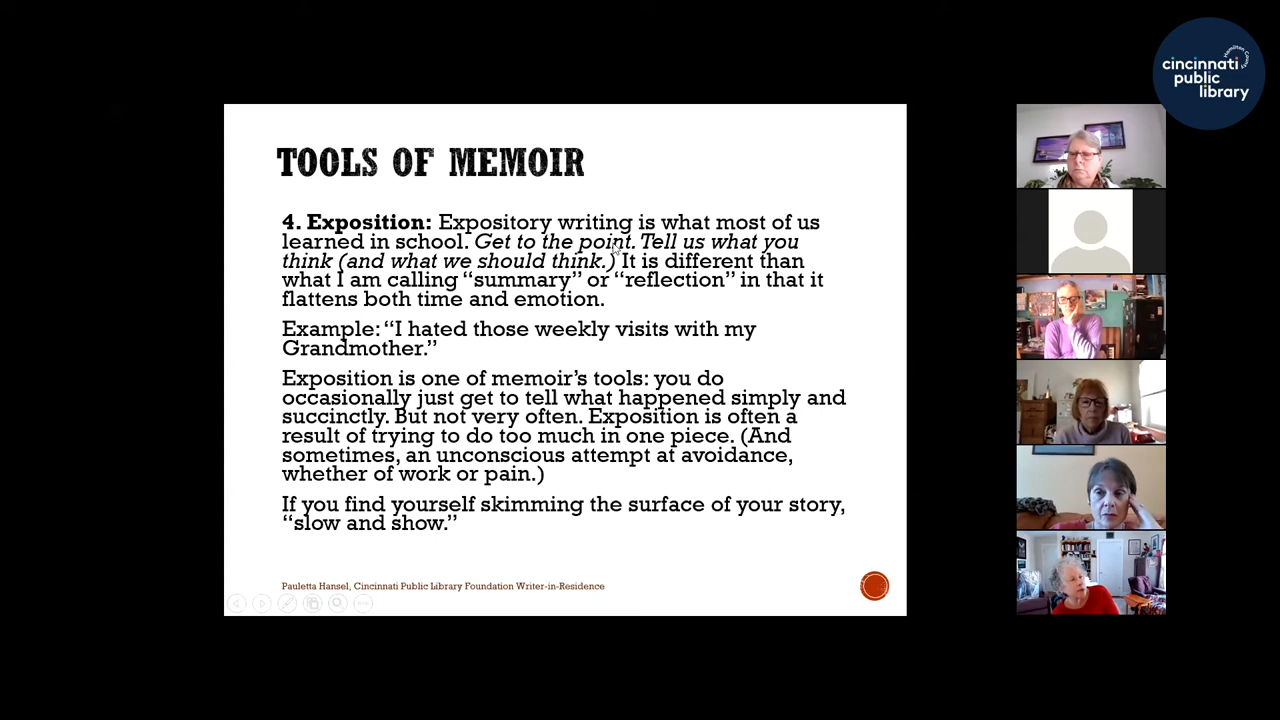 TOOLS OF MEMOIR
4. Exposition: Expository writing is what most of us
learned in school. Get to the point. Tell us what you
think (and what we should think.) It is different than
what I am calling “summary” or “reflection” in that it
flattens both time and emotion.
Example: “I hated those weekly visits with my
Grandmother.”
Exposition is one of memoir’s tools: you do
occasionally just get to tell what happened simply and
succinctly. But not very often. Exposition is often a
result of trying to do too much in one piece. (And
sometimes, an unconscious attempt at avoidance,
whether of work or pain.)
If you find yourself skimming the surface of your story,
“slow and show.”
Pauletta Hansel, Cincinnati Public Library Foundation Writer-in-Residence
cincinnati
public
library
Hamilton County